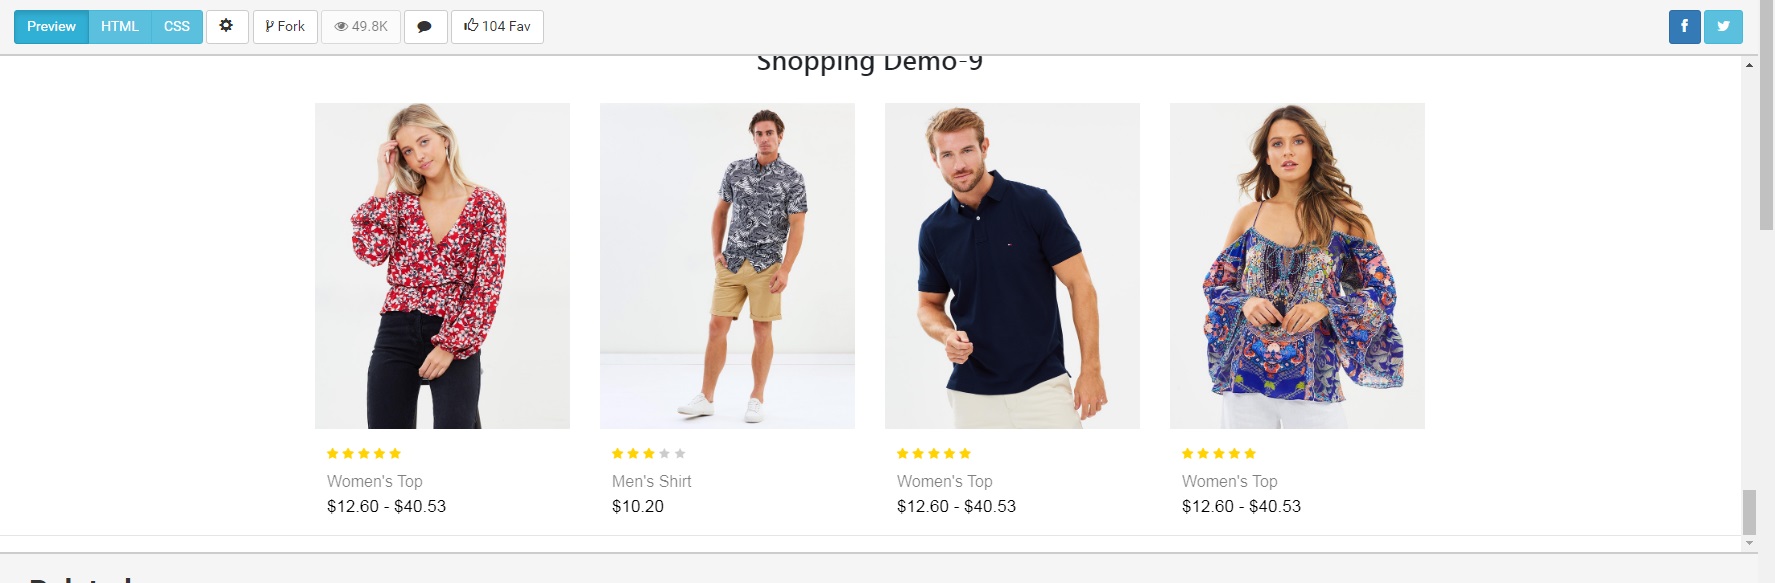 Preview HTML CSS Fork 49.8K 104 Fav
Shopping Demo-9
Women's Top Men's Shirt Women's Top Women's Top
$12.60 - $40.53 $10.20 $12.60 - $40.53 $12.60 - $40.53
Related